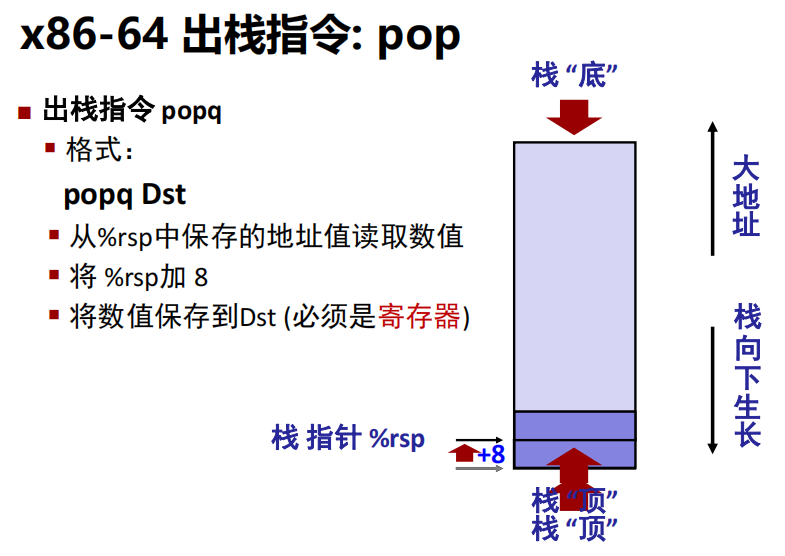 x86-64 出栈指令: pop
出栈指令 popq
格式：
popq Dst
从%rsp中保存的地址值读取数值
将 %rsp加 8
将数值保存到Dst (必须是寄存器)
栈 “底”
大地址
栈向下生长
栈 指针 %rsp
+8
栈 “顶”
栈 “顶”